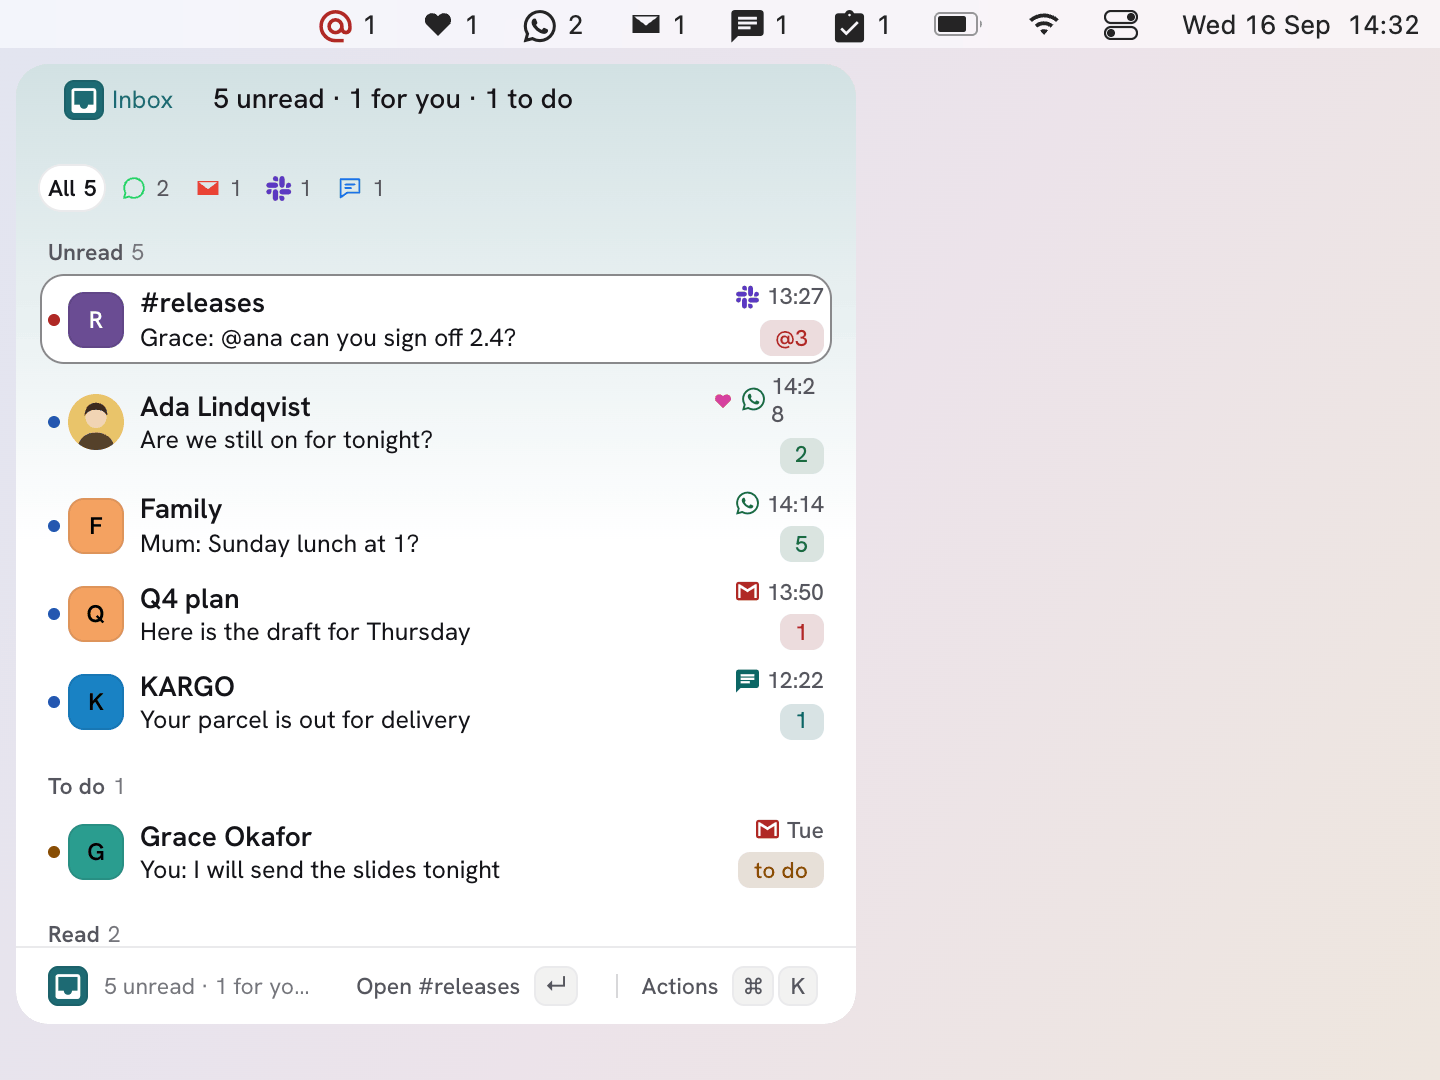 @ 1 1 2 1 1 1 Wed 16 Sep 14:32
Inbox 5 unread · 1 for you · 1 to do
All 5 2 1 1 1
Unread 5
R #releases 13:27
Grace: @ana can you sign off 2.4? @3
Ada Lindqvist 14:2
8
Are we still on for tonight? 2
F Family 14:14
Mum: Sunday lunch at 1? 5
Q Q4 plan 13:50
Here is the draft for Thursday 1
K KARGO 12:22
Your parcel is out for delivery 1
To do 1
G Grace Okafor Tue
You: I will send the slides tonight to do
Read 2
5 unread · 1 for yo... Open #releases ↵ Actions ⌘ K